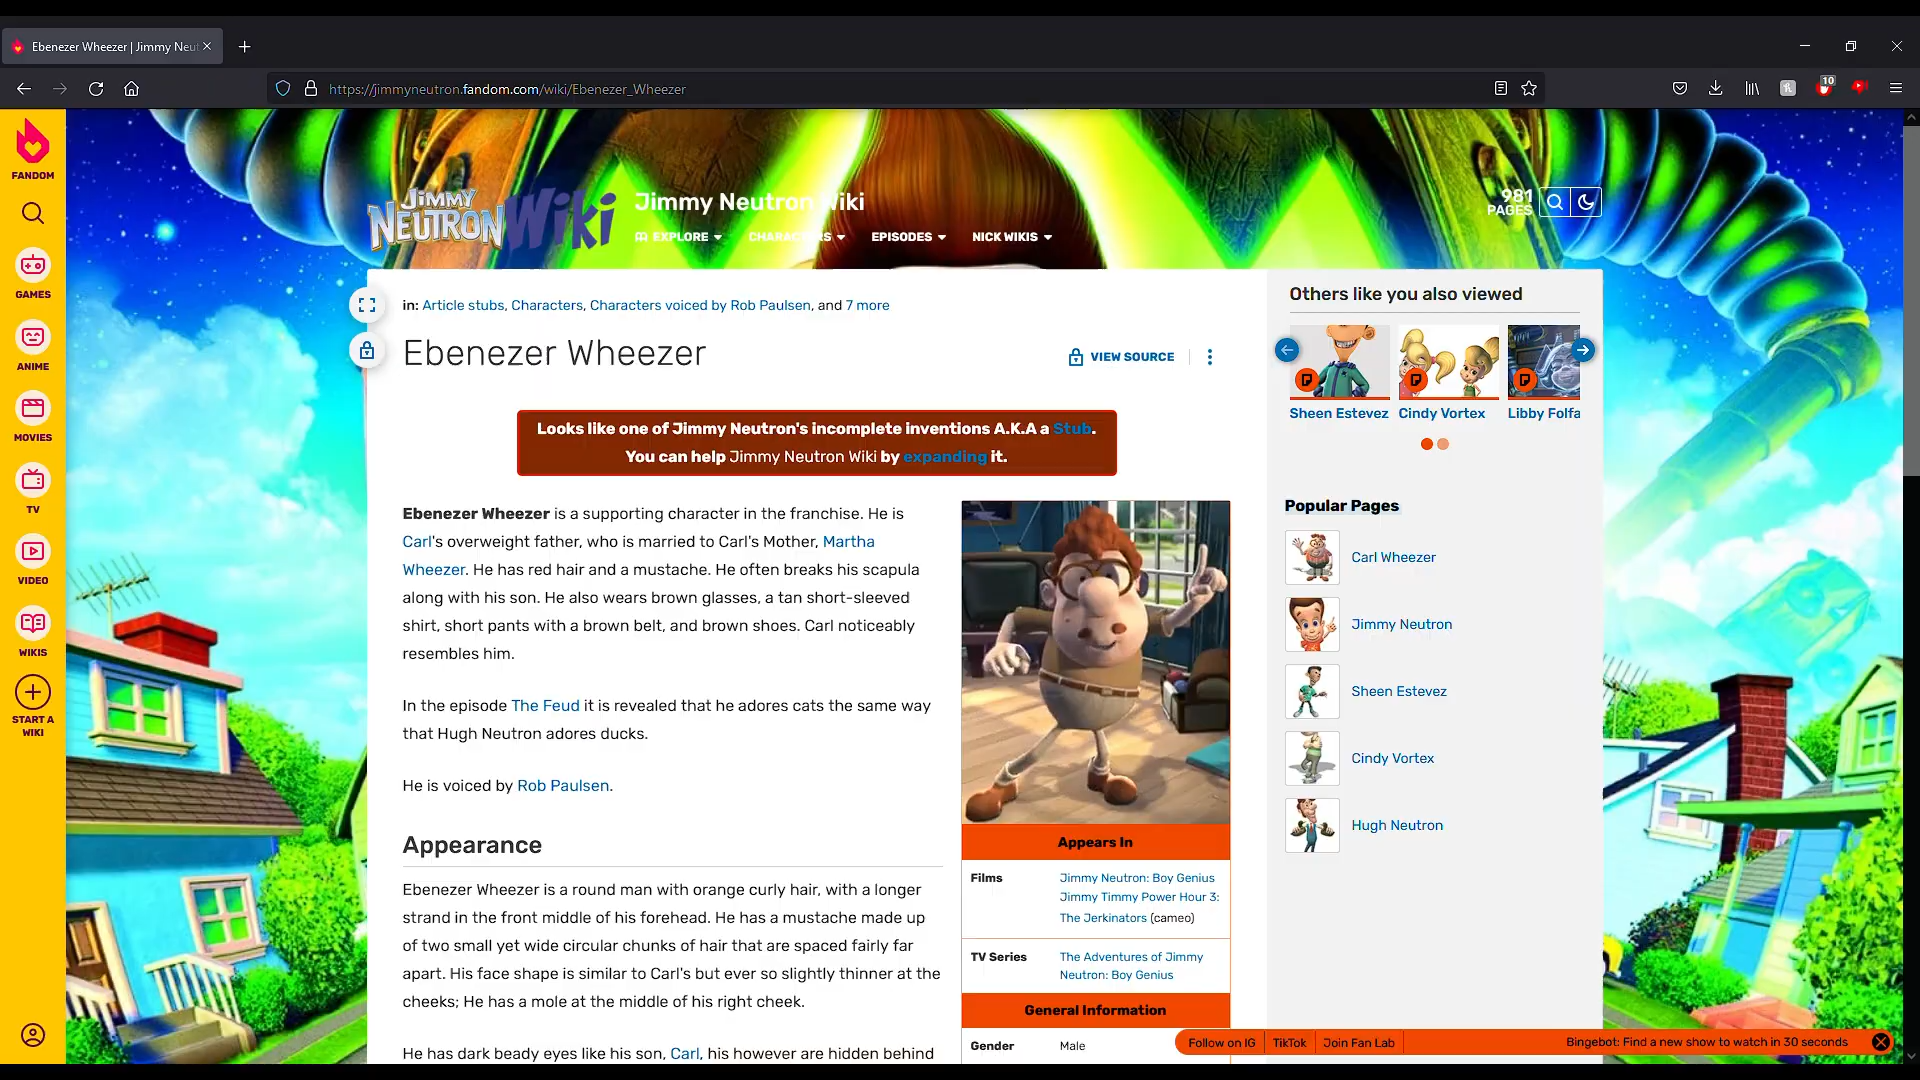 Ebenezer Wheezer | Jimmy Neut
https://jimmyneutron.fandom.com/wiki/Ebenezer_Wheezer
10
FANDOM
GAMES
ANIME
MOVIES
TV
VIDEO
WIKIS
START A
WIKI
JIMMY
NEUTRON Wiki
Jimmy Neutron Wiki
EXPLORE
CHARACTERS
EPISODES
NICK WIKIS
981
PAGES
in: Article stubs, Characters, Characters voiced by Rob Paulsen, and 7 more
Ebenezer Wheezer
VIEW SOURCE
Looks like one of Jimmy Neutron's incomplete inventions A.K.A a Stub.
You can help Jimmy Neutron Wiki by expanding it.
Ebenezer Wheezer is a supporting character in the franchise. He is
Carl's overweight father, who is married to Carl's Mother, Martha
Wheezer. He has red hair and a mustache. He often breaks his scapula
along with his son. He also wears brown glasses, a tan short-sleeved
shirt, short pants with a brown belt, and brown shoes. Carl noticeably
resembles him.
In the episode The Feud it is revealed that he adores cats the same way
that Hugh Neutron adores ducks.
He is voiced by Rob Paulsen.
Appearance
Ebenezer Wheezer is a round man with orange curly hair, with a longer
strand in the front middle of his forehead. He has a mustache made up
of two small yet wide circular chunks of hair that are spaced fairly far
apart. His face shape is similar to Carl's but ever so slightly thinner at the
cheeks; He has a mole at the middle of his right cheek.
He has dark beady eyes like his son, Carl, his however are hidden behind
Appears In
Films
Jimmy Neutron: Boy Genius
Jimmy Timmy Power Hour 3:
The Jerkinators (cameo)
TV Series
The Adventures of Jimmy
Neutron: Boy Genius
General Information
Gender
Male
Others like you also viewed
Sheen Estevez
Cindy Vortex
Libby Folfa
Popular Pages
Carl Wheezer
Jimmy Neutron
Sheen Estevez
Cindy Vortex
Hugh Neutron
Follow on IG
TikTok
Join Fan Lab
Bingebot: Find a new show to watch in 30 seconds